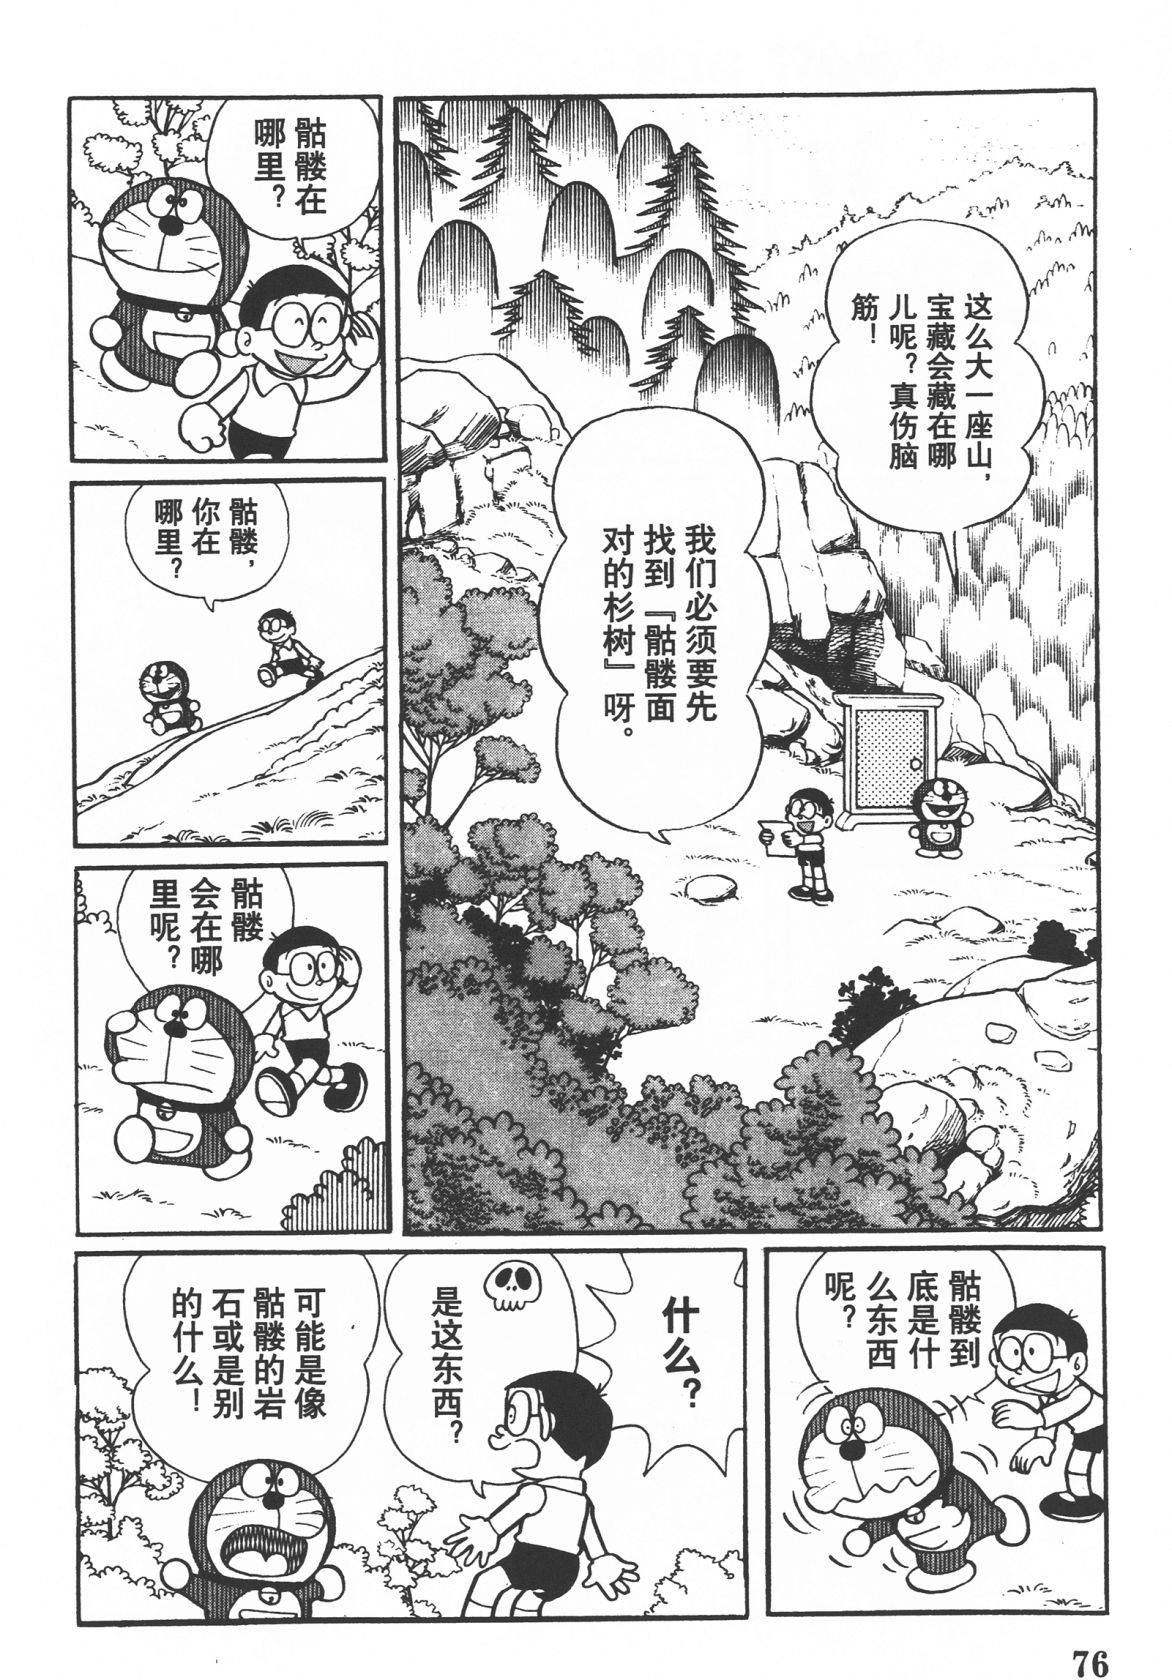 这么大一座山，
宝藏会藏在哪
儿呢？真伤脑
筋！
我们必须要先
找到『骷髅面
对的杉树』呀。
骷髅在
哪里？
骷髅，
你在
哪里？
骷髅
会在哪
里呢？
骷髅到
底是什
么东西
呢？
什么？
是这东西？
可能是像
骷髅的岩
石或是别
的什么！
76